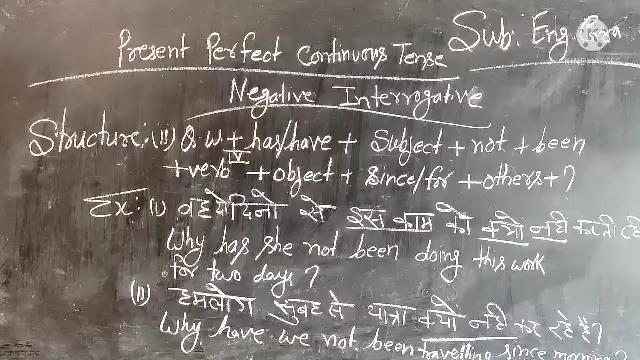 Sub: Eng.
Present Perfect Continuous Tense
Negative Interrogative
Structure: (II) Q.w + has/have + Subject + not + been
+ verb IV + object + since/for + others + ?
Ex: (i) वह दो दिनो से इस काम को क्यो नही करती
Why has she not been doing this work
for two days?
(II) हमलोग सुबह से यात्रा क्यो नही कर रहे है?
Why have we not been travelling since morning?